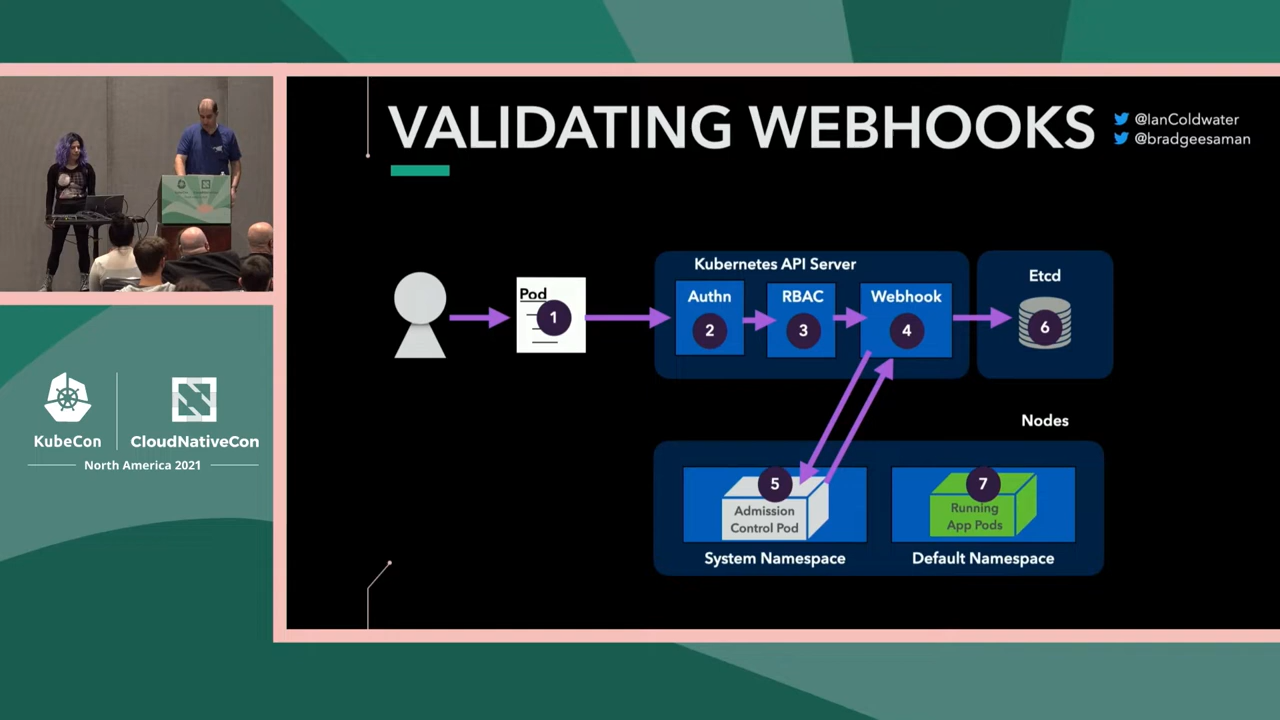 VALIDATING WEBHOOKS
@IanColdwater
@bradgeesaman
Kubernetes API Server
Etcd
Pod
1
Authn
2
RBAC
3
Webhook
4
6
Nodes
5
Admission
Control Pod
System Namespace
7
Running
App Pods
Default Namespace
KubeCon
CloudNativeCon
North America 2021